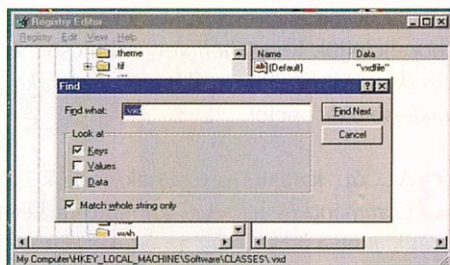 Registry Editor
Registry Edit View Help
.theme
.tif
Name Data
(Default) "vxdfile"
Find
Find what: .vxd
Find Next
Cancel
Look at
Keys
Values
Data
Match whole string only
.wab
My Computer\HKEY_LOCAL_MACHINE\Software\CLASSES\.vxd